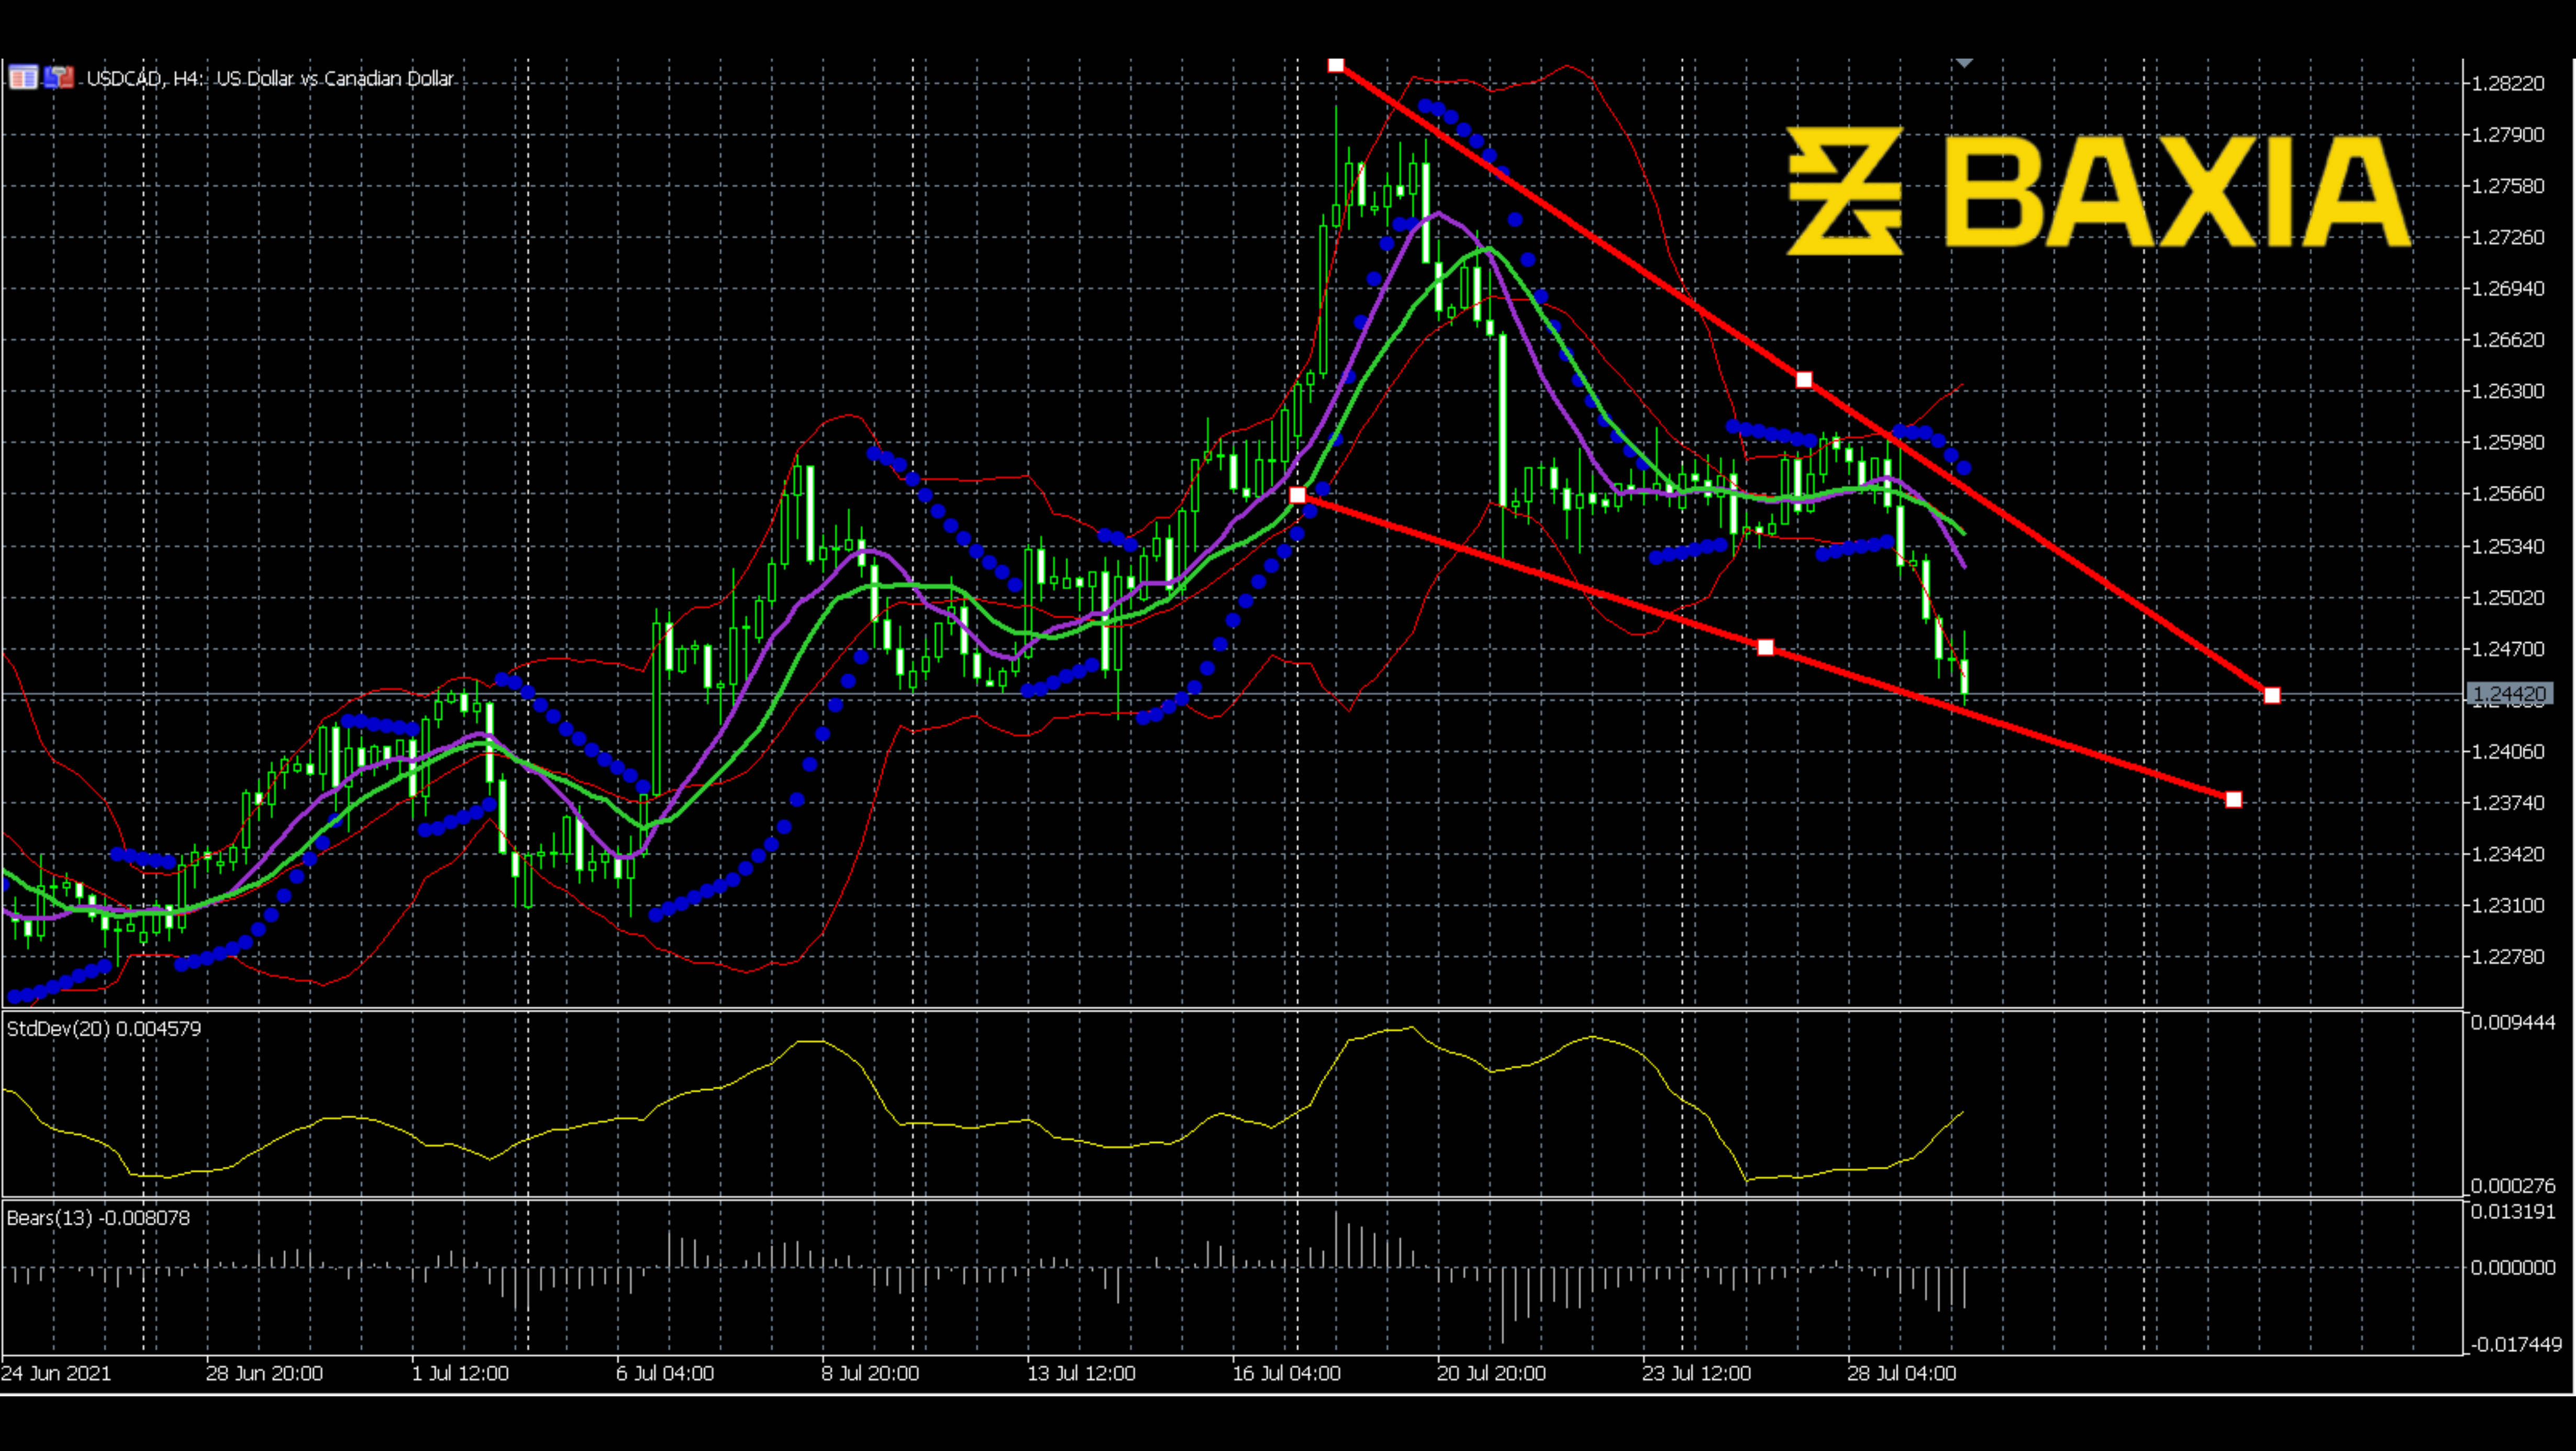 USDCAD, H4: US Dollar vs Canadian Dollar
BAXIA
1.28220
1.27900
1.27580
1.27260
1.26940
1.26620
1.26300
1.25980
1.25660
1.25340
1.25020
1.24700
1.24420
1.24060
1.23740
1.23420
1.23100
1.22780
StdDev(20) 0.004579
0.009444
0.000276
Bears(13) -0.008078
0.013191
0.000000
-0.017449
24 Jun 2021
28 Jun 20:00
1 Jul 12:00
6 Jul 04:00
8 Jul 20:00
13 Jul 12:00
16 Jul 04:00
20 Jul 20:00
23 Jul 12:00
28 Jul 04:00